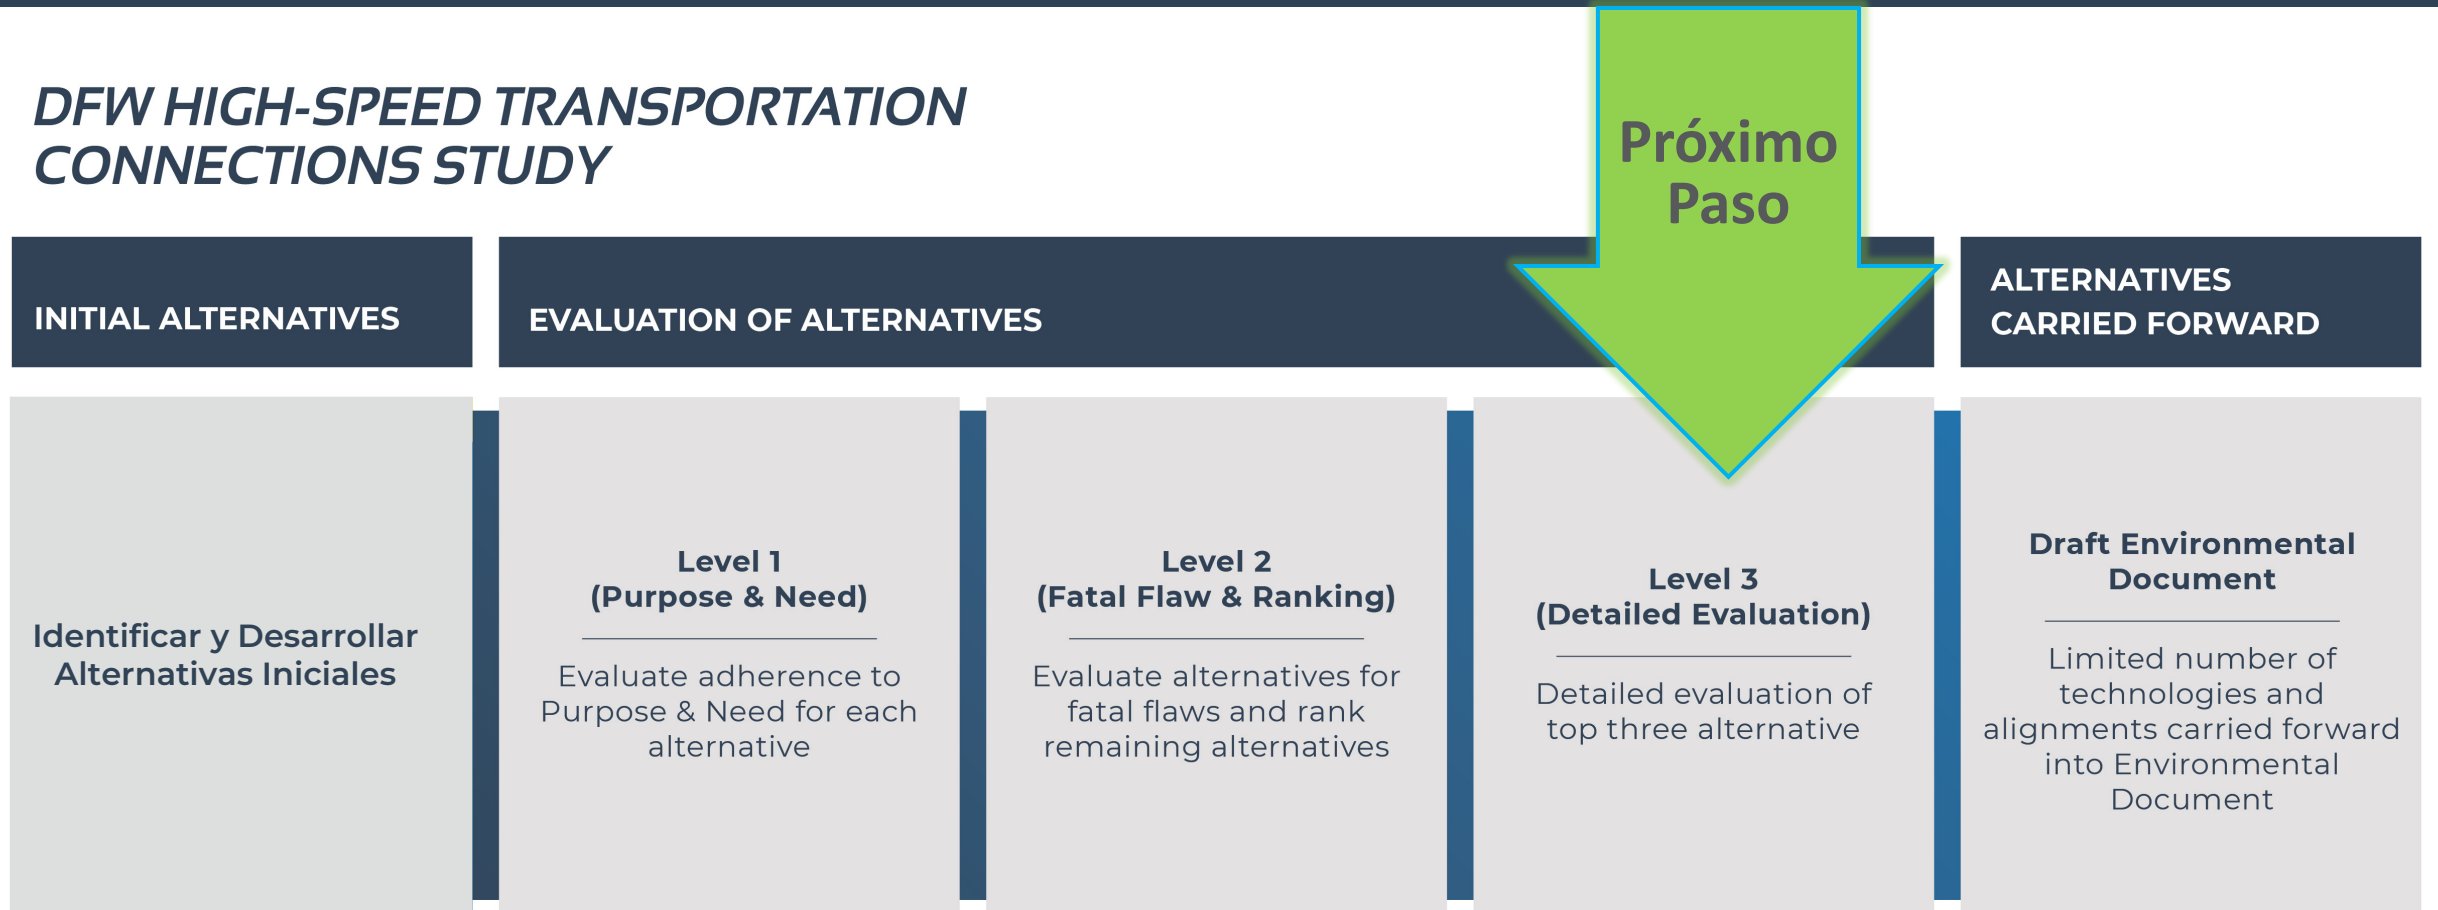 DFW HIGH-SPEED TRANSPORTATION
CONNECTIONS STUDY
Próximo
Paso
INITIAL ALTERNATIVES
EVALUATION OF ALTERNATIVES
ALTERNATIVES
CARRIED FORWARD
Identificar y Desarrollar
Alternativas Iniciales
Level 1
(Purpose & Need)
Evaluate adherence to
Purpose & Need for each
alternative
Level 2
(Fatal Flaw & Ranking)
Evaluate alternatives for
fatal flaws and rank
remaining alternatives
Level 3
(Detailed Evaluation)
Detailed evaluation of
top three alternative
Draft Environmental
Document
Limited number of
technologies and
alignments carried forward
into Environmental
Document